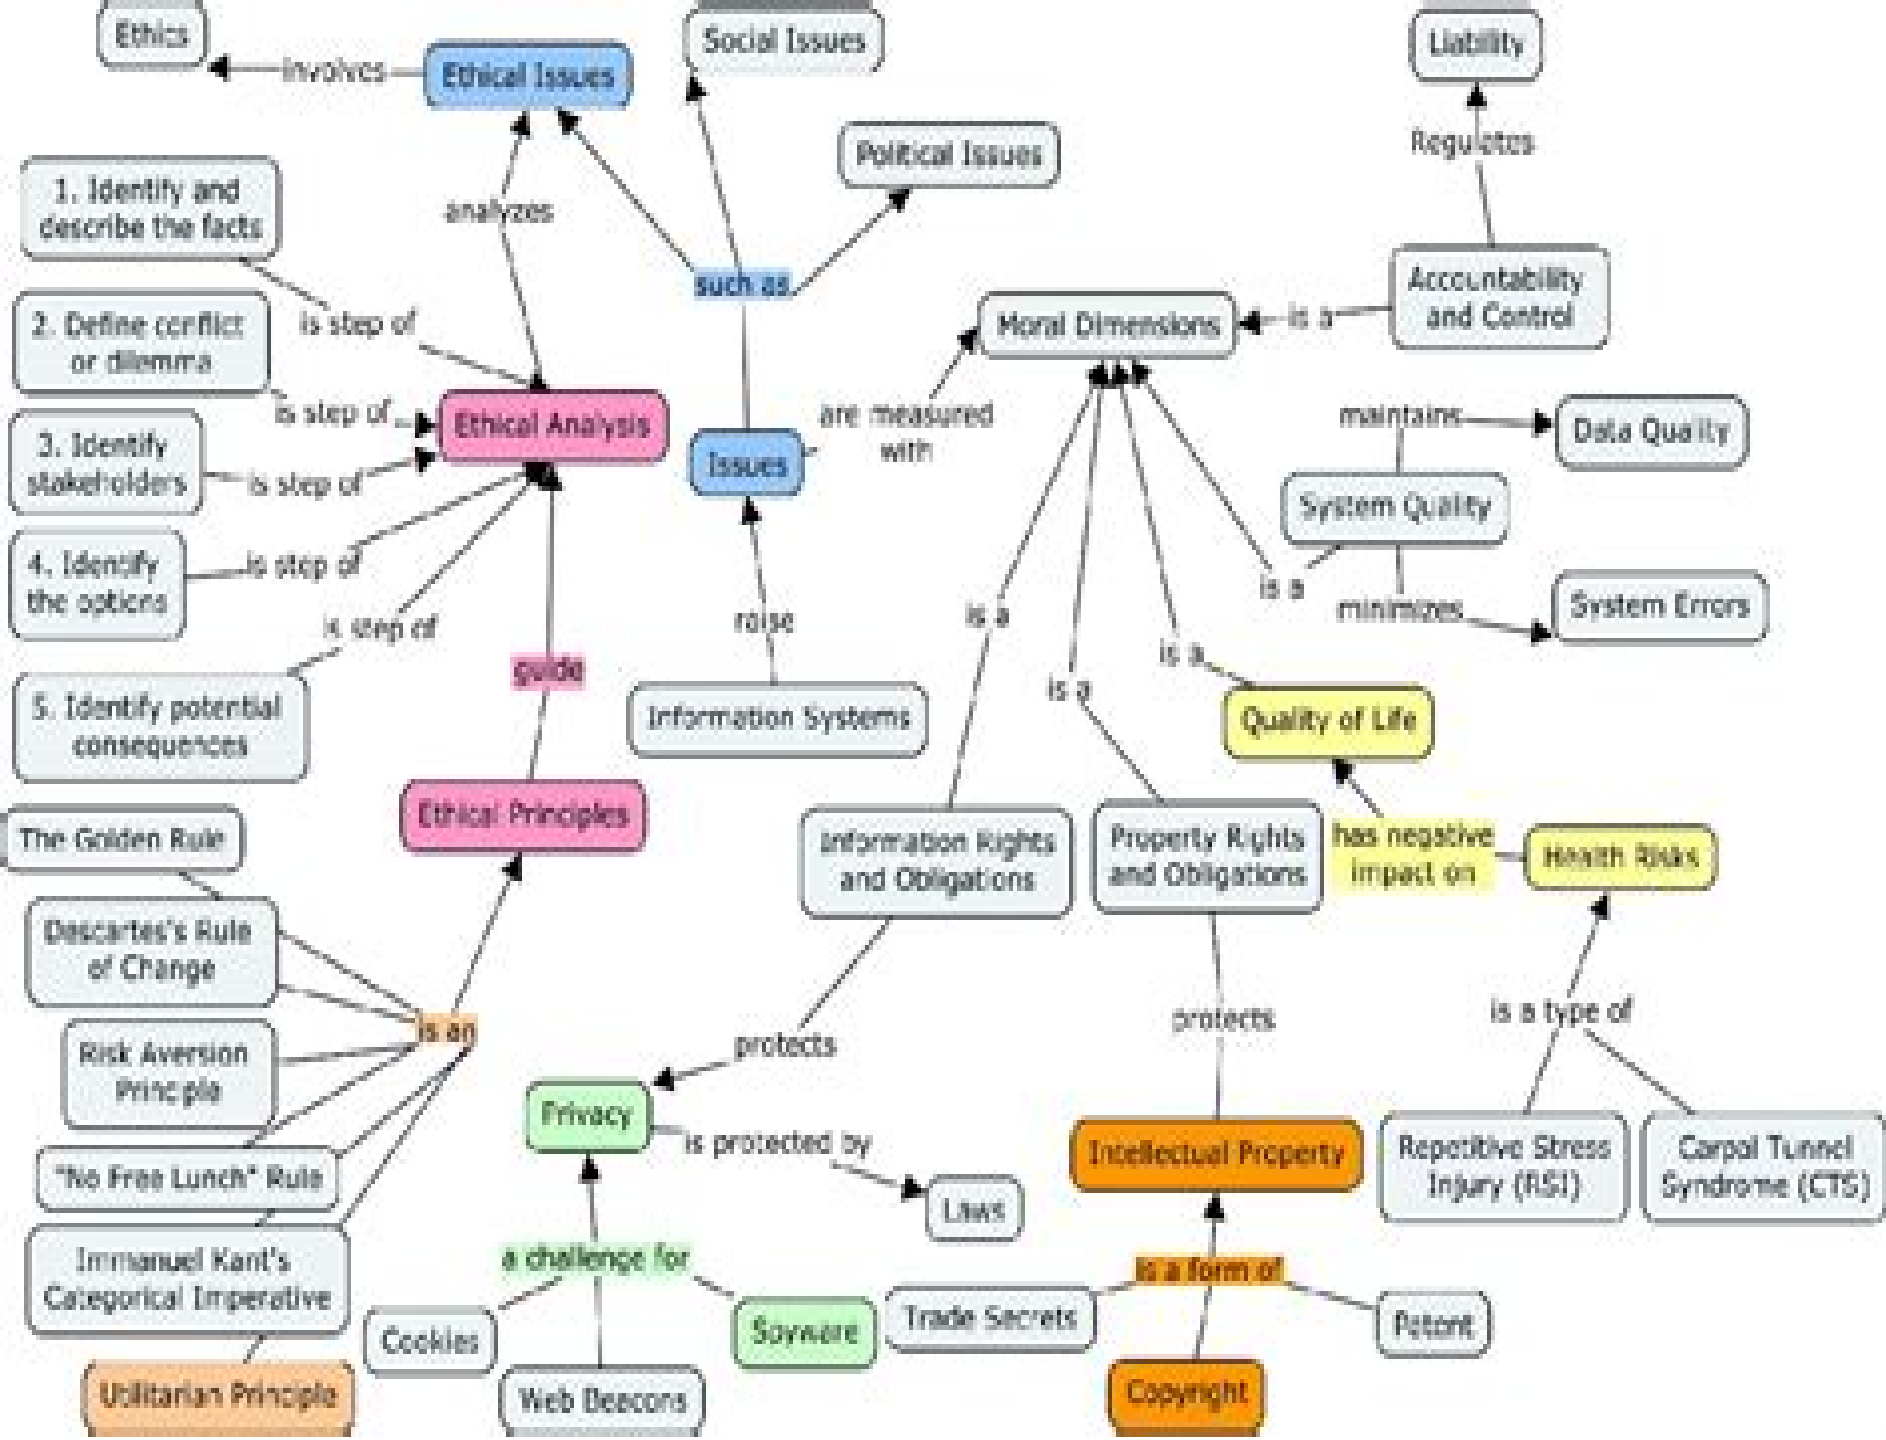 Ethics
involves
Ethical Issues
Social Issues
Liability
Political Issues
Regulates
1. Identify and
describe the facts
analyzes
such as
Accountability
and Control
is a
Moral Dimensions
2. Define conflict
or dilemma
is step of
is step of
Ethical Analysis
are measured
with
Issues
maintains
Data Quality
3. Identify
stakeholders
is step of
System Quality
4. Identify
the options
is step of
is a
minimizes
System Errors
is step of
raise
is a
is a
is a
guide
5. Identify potential
consequences
Information Systems
Quality of Life
Ethical Principles
The Golden Rule
Information Rights
and Obligations
Property Rights
and Obligations
has negative
impact on
Health Risks
Descartes's Rule
of Change
is an
Risk Aversion
Principle
protects
protects
is a type of
Privacy
is protected by
Laws
Intellectual Property
Repetitive Stress
Injury (RSI)
Carpal Tunnel
Syndrome (CTS)
"No Free Lunch" Rule
Immanuel Kant's
Categorical Imperative
a challenge for
is a form of
Cookies
Spyware
Trade Secrets
Patent
Utilitarian Principle
Web Beacons
Copyright